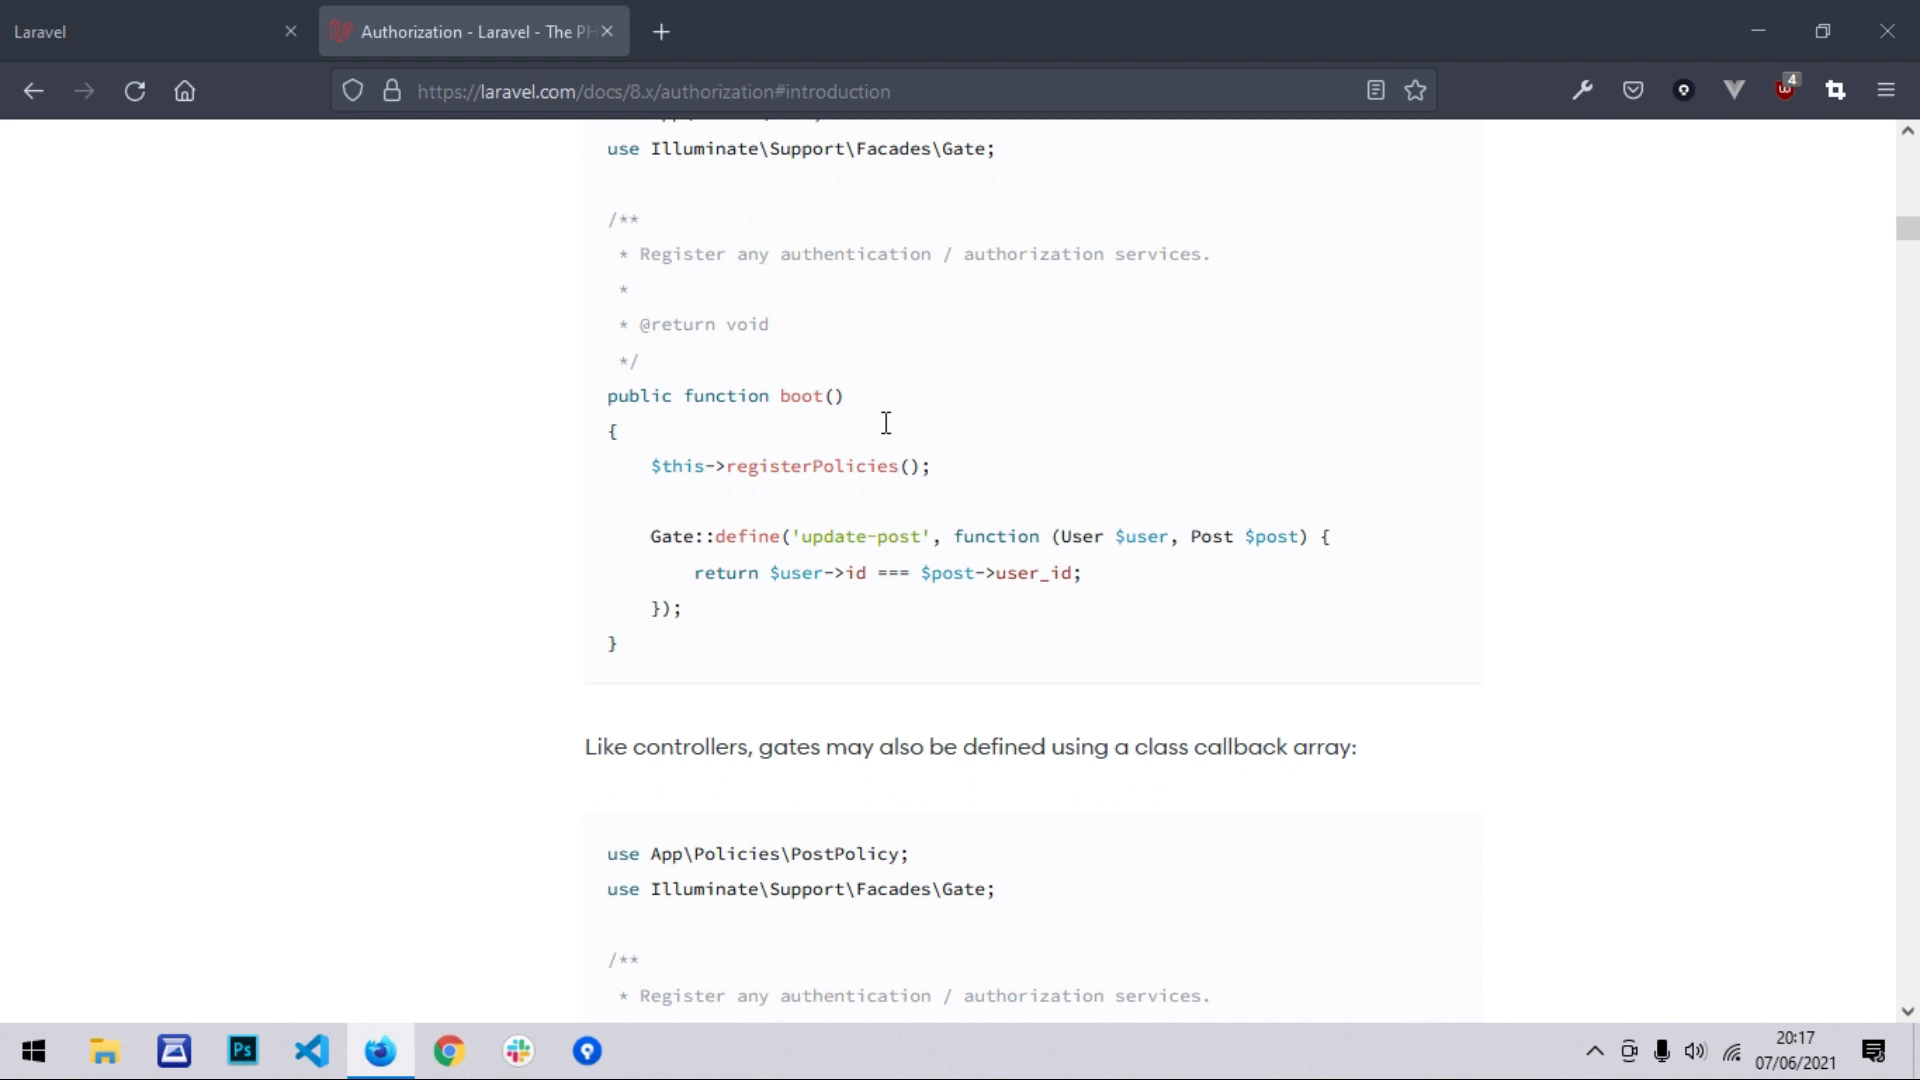 Laravel
Authorization - Laravel - The PH
https://laravel.com/docs/8.x/authorization#introduction
4
use Illuminate\Support\Facades\Gate;
/**
* Register any authentication / authorization services.
*
* @return void
*/
public function boot()
{
$this->registerPolicies();
Gate::define('update-post', function (User $user, Post $post) {
return $user->id === $post->user_id;
});
}
Like controllers, gates may also be defined using a class callback array:
use App\Policies\PostPolicy;
use Illuminate\Support\Facades\Gate;
/**
* Register any authentication / authorization services.
Ps
20:17
07/06/2021